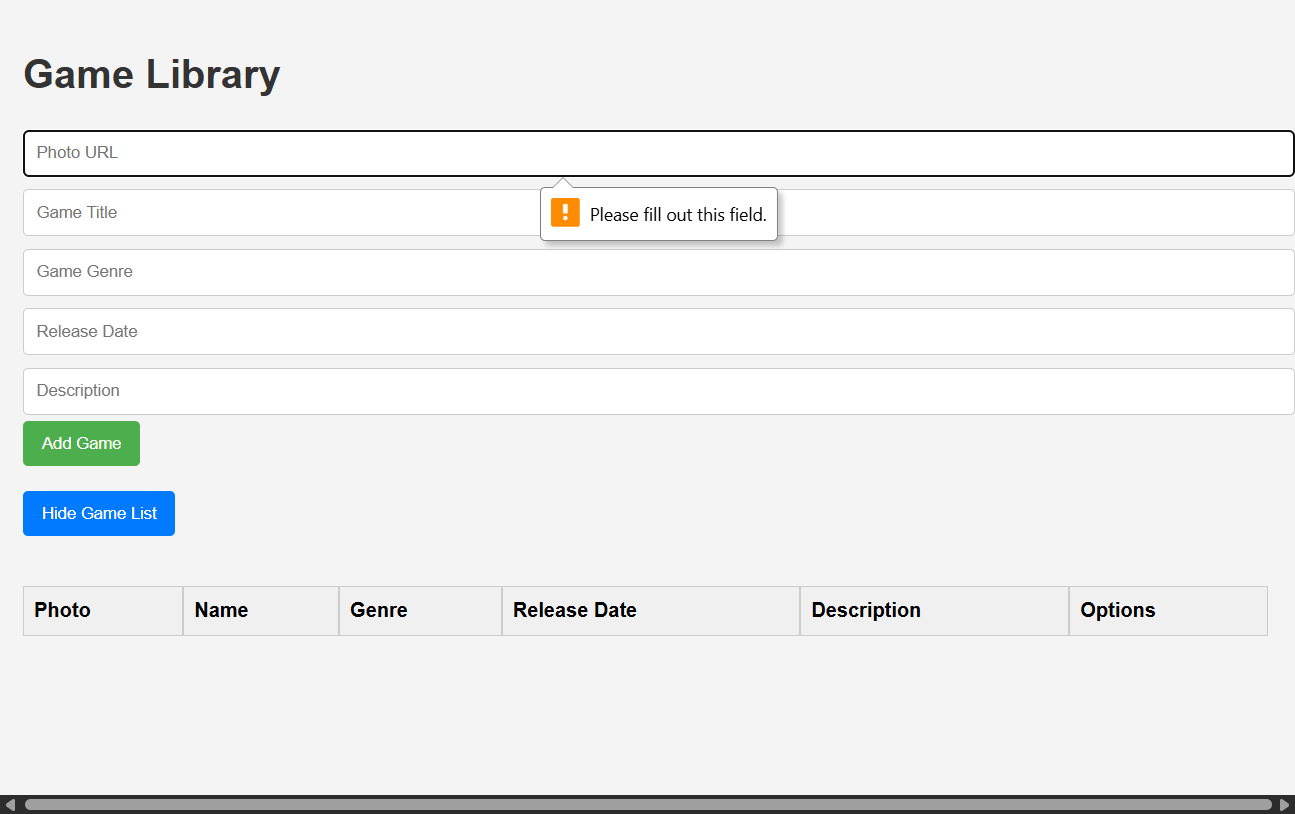 Game Library
Photo URL
Please fill out this field.
Game Title
Game Genre
Release Date
Description
Add Game
Hide Game List
Photo Name Genre Release Date Description Options